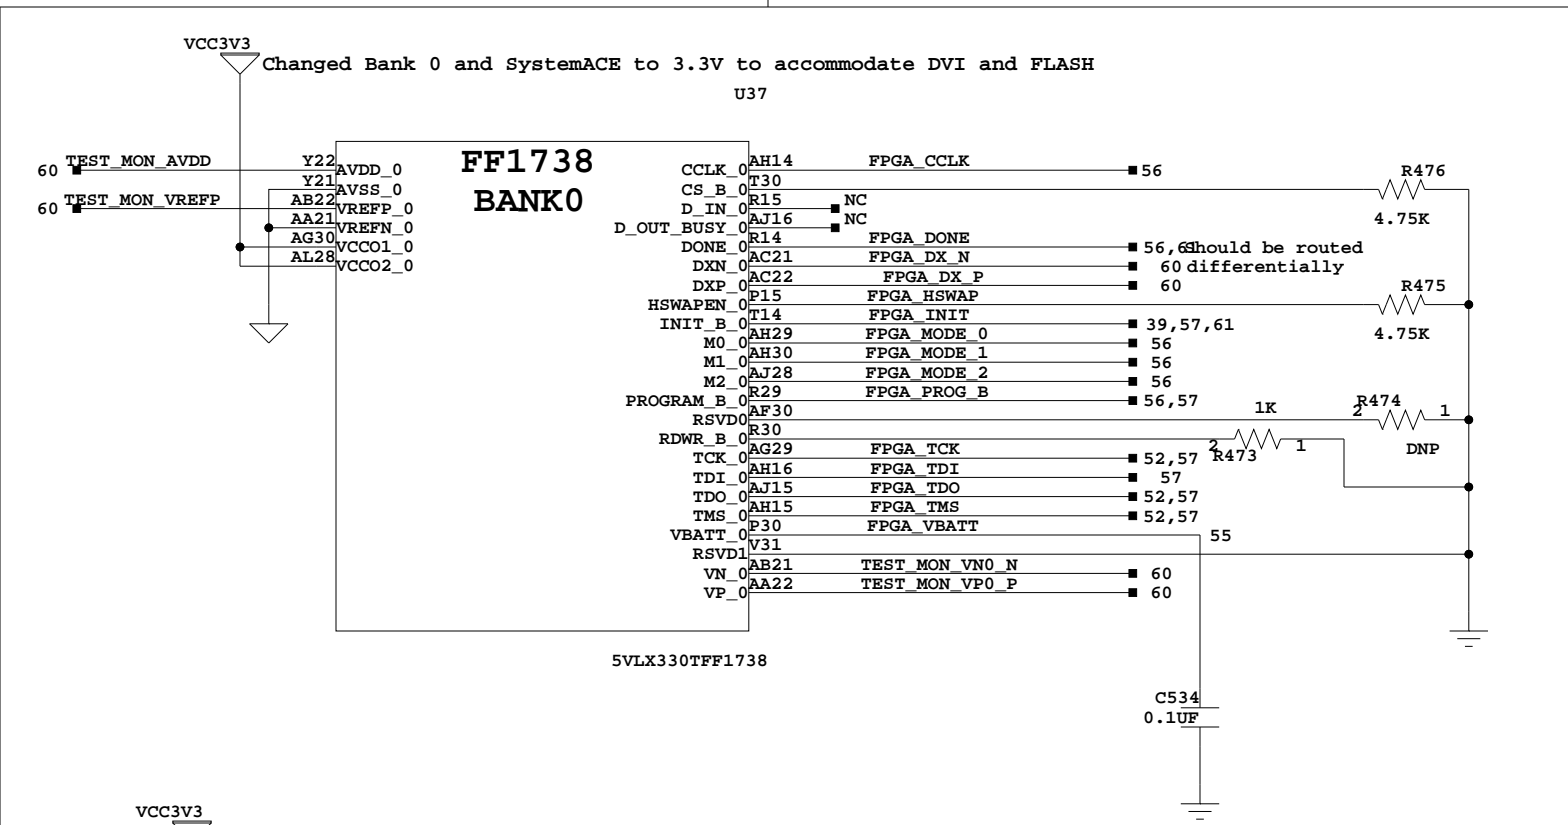 VCC3V3
Changed Bank 0 and SystemACE to 3.3V to accommodate DVI and FLASH
U37
FF1738
BANK0
60 TEST_MON_AVDD Y22 AVDD_0
Y21 AVSS_0
60 TEST_MON_VREFP AB22 VREFP_0
AA21 VREFN_0
AG30 VCCO1_0
AL28 VCCO2_0
CCLK_0 AH14 FPGA_CCLK 56
CS_B_0 T30 R476 4.75K
D_IN_0 R15 NC
D_OUT_BUSY_0 AJ16 NC
DONE_0 R14 FPGA_DONE 56,61
Should be routed
differentially
DXN_0 AC21 FPGA_DX_N 60
DXP_0 AC22 FPGA_DX_P 60
HSWAPEN_0 P15 FPGA_HSWAP R475 4.75K
INIT_B_0 T14 FPGA_INIT 39,57,61
M0_0 AH29 FPGA_MODE_0 56
M1_0 AH30 FPGA_MODE_1 56
M2_0 AJ28 FPGA_MODE_2 56
PROGRAM_B_0 R29 FPGA_PROG_B 56,57
RSVD0 AF30 2 R474 1 DNP
RDWR_B_0 R30 1K 2 R473 1
TCK_0 AG29 FPGA_TCK 52,57
TDI_0 AH16 FPGA_TDI 57
TDO_0 AJ15 FPGA_TDO 52,57
TMS_0 AH15 FPGA_TMS 52,57
VBATT_0 P30 FPGA_VBATT 55
RSVD1 V31
VN_0 AB21 TEST_MON_VN0_N 60
VP_0 AA22 TEST_MON_VP0_P 60
5VLX330TFF1738
C534
0.1UF
VCC3V3